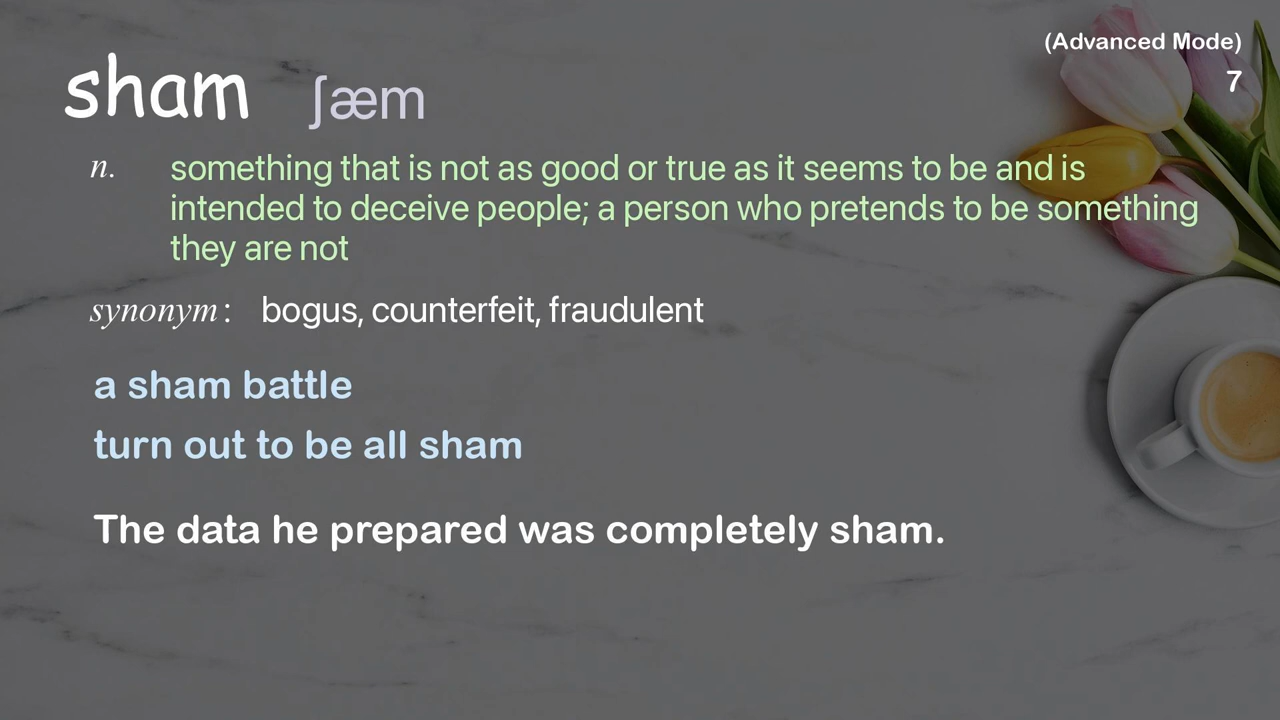 (Advanced Mode)
sham ʃæm
7
n. something that is not as good or true as it seems to be and is
intended to deceive people; a person who pretends to be something
they are not
synonym: bogus, counterfeit, fraudulent
a sham battle
turn out to be all sham
The data he prepared was completely sham.